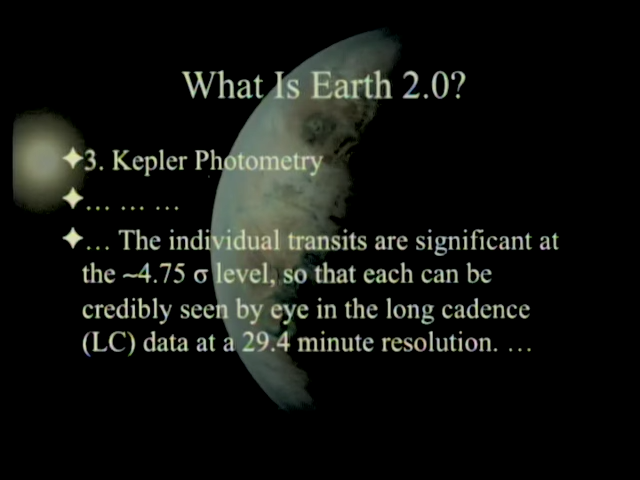 What Is Earth 2.0?
3. Kepler Photometry
… … …
… The individual transits are significant at
the ~4.75 σ level, so that each can be
credibly seen by eye in the long cadence
(LC) data at a 29.4 minute resolution. …